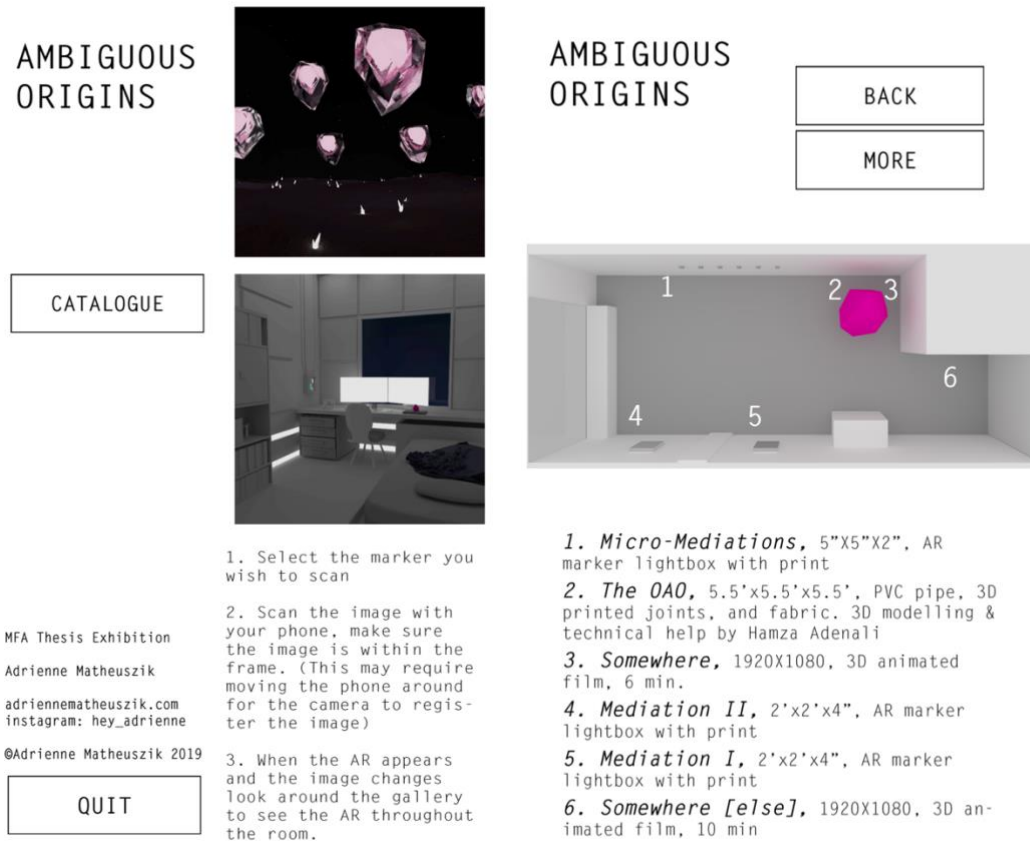 AMBIGUOUS
ORIGINS
CATALOGUE
1. Select the marker you
wish to scan
2. Scan the image with
your phone, make sure
the image is within the
frame. (This may require
moving the phone around
for the camera to regis-
ter the image)
3. When the AR appears
and the image changes
look around the gallery
to see the AR throughout
the room.
MFA Thesis Exhibition
Adrienne Matheuszik
adriennematheuszik.com
instagram: hey_adrienne
©Adrienne Matheuszik 2019
QUIT
AMBIGUOUS
ORIGINS
BACK
MORE
1
2
3
6
4
5
1. Micro-Mediations, 5”X5”X2”, AR
marker lightbox with print
2. The OAO, 5.5’x5.5’x5.5’, PVC pipe, 3D
printed joints, and fabric. 3D modelling &
technical help by Hamza Adenali
3. Somewhere, 1920X1080, 3D animated
film, 6 min.
4. Mediation II, 2’x2’x4”, AR marker
lightbox with print
5. Mediation I, 2’x2’x4”, AR marker
lightbox with print
6. Somewhere [else], 1920X1080, 3D an-
imated film, 10 min